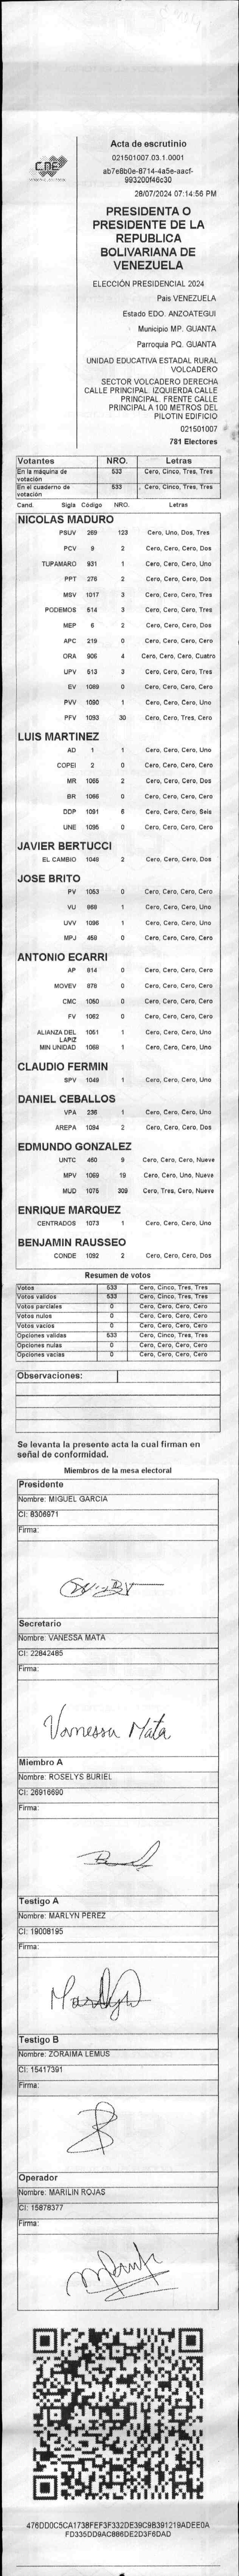 CNE
Acta de escrutinio
021501007.03.1.0001
ab7e8b0e-8714-4a5e-aacf-
993200f46c30
28/07/2024 07:14:56 PM
PRESIDENTA O
PRESIDENTE DE LA
REPUBLICA
BOLIVARIANA DE
VENEZUELA
ELECCIÓN PRESIDENCIAL 2024
Pais VENEZUELA
Estado EDO. ANZOATEGUI
Municipio MP. GUANTA
Parroquia PQ. GUANTA
UNIDAD EDUCATIVA ESTADAL RURAL
VOLCADERO
SECTOR VOLCADERO DERECHA
CALLE PRINCIPAL. IZQUIERDA CALLE
PRINCIPAL. FRENTE CALLE
PRINCIPAL A 100 METROS DEL
PILOTIN EDIFICIO
021501007
781 Electores
Votantes NRO. Letras
En la máquina de votación 533 Cero, Cinco, Tres, Tres
En el cuaderno de votación 533 Cero, Cinco, Tres, Tres
Cand. Sigla Código NRO. Letras
NICOLAS MADURO
PSUV 269 123 Cero, Uno, Dos, Tres
PCV 9 2 Cero, Cero, Cero, Dos
TUPAMARO 931 1 Cero, Cero, Cero, Uno
PPT 276 2 Cero, Cero, Cero, Dos
MSV 1017 3 Cero, Cero, Cero, Tres
PODEMOS 514 3 Cero, Cero, Cero, Tres
MEP 6 2 Cero, Cero, Cero, Dos
APC 219 0 Cero, Cero, Cero, Cero
ORA 906 4 Cero, Cero, Cero, Cuatro
UPV 513 3 Cero, Cero, Cero, Tres
EV 1089 0 Cero, Cero, Cero, Cero
PVV 1090 1 Cero, Cero, Cero, Uno
PFV 1093 30 Cero, Cero, Tres, Cero
LUIS MARTINEZ
AD 1 1 Cero, Cero, Cero, Uno
COPEI 2 0 Cero, Cero, Cero, Cero
MR 1065 2 Cero, Cero, Cero, Dos
BR 1066 0 Cero, Cero, Cero, Cero
DDP 1091 6 Cero, Cero, Cero, Seis
UNE 1095 0 Cero, Cero, Cero, Cero
JAVIER BERTUCCI
EL CAMBIO 1048 2 Cero, Cero, Cero, Dos
JOSE BRITO
PV 1053 0 Cero, Cero, Cero, Cero
VU 868 1 Cero, Cero, Cero, Uno
UVV 1096 1 Cero, Cero, Cero, Uno
MPJ 459 0 Cero, Cero, Cero, Cero
ANTONIO ECARRI
AP 814 0 Cero, Cero, Cero, Cero
MOVEV 878 0 Cero, Cero, Cero, Cero
CMC 1050 0 Cero, Cero, Cero, Cero
FV 1062 0 Cero, Cero, Cero, Cero
ALIANZA DEL LAPIZ 1051 1 Cero, Cero, Cero, Uno
MIN UNIDAD 1068 1 Cero, Cero, Cero, Uno
CLAUDIO FERMIN
SPV 1049 1 Cero, Cero, Cero, Uno
DANIEL CEBALLOS
VPA 236 1 Cero, Cero, Cero, Uno
AREPA 1094 2 Cero, Cero, Cero, Dos
EDMUNDO GONZALEZ
UNTC 460 9 Cero, Cero, Cero, Nueve
MPV 1069 19 Cero, Cero, Uno, Nueve
MUD 1075 309 Cero, Tres, Cero, Nueve
ENRIQUE MARQUEZ
CENTRADOS 1073 1 Cero, Cero, Cero, Uno
BENJAMIN RAUSSEO
CONDE 1092 2 Cero, Cero, Cero, Dos
Resumen de votos
Votos 533 Cero, Cinco, Tres, Tres
Votos validos 533 Cero, Cinco, Tres, Tres
Votos parciales 0 Cero, Cero, Cero, Cero
Votos nulos 0 Cero, Cero, Cero, Cero
Votos vacios 0 Cero, Cero, Cero, Cero
Opciones validas 533 Cero, Cinco, Tres, Tres
Opciones nulas 0 Cero, Cero, Cero, Cero
Opciones vacias 0 Cero, Cero, Cero, Cero
Observaciones:
Se levanta la presente acta la cual firman en
señal de conformidad.
Miembros de la mesa electoral
Presidente
Nombre: MIGUEL GARCIA
CI: 8306971
Firma:
Secretario
Nombre: VANESSA MATA
CI: 22842485
Firma:
Vanessa Mata
Miembro A
Nombre: ROSELYS BURIEL
CI: 26916690
Firma:
Testigo A
Nombre: MARLYN PEREZ
CI: 19008195
Firma:
Testigo B
Nombre: ZORAIMA LEMUS
CI: 15417391
Firma:
Operador
Nombre: MARILIN ROJAS
CI: 15878377
Firma:
476DD0C5CA1738FEF3F332DE39C9B391219ADEE0A
FD335DD9AC886DE2D3F6DAD